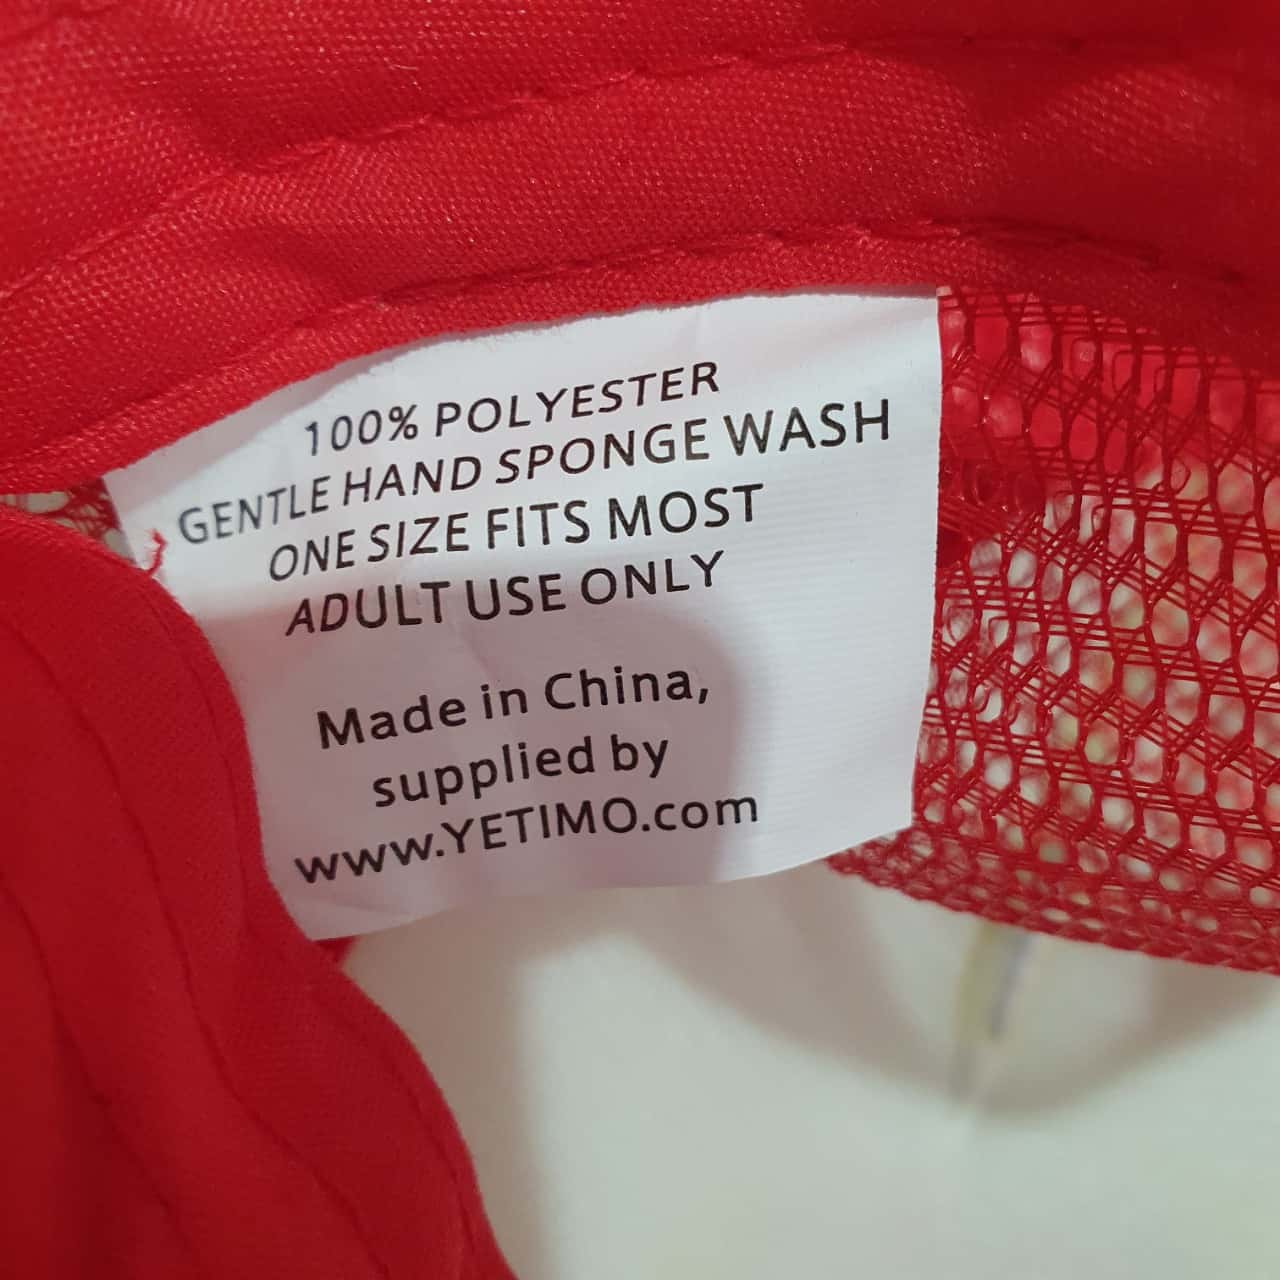 100% POLYESTER
GENTLE HAND SPONGE WASH
ONE SIZE FITS MOST
ADULT USE ONLY
Made in China,
supplied by
www.YETIMO.com